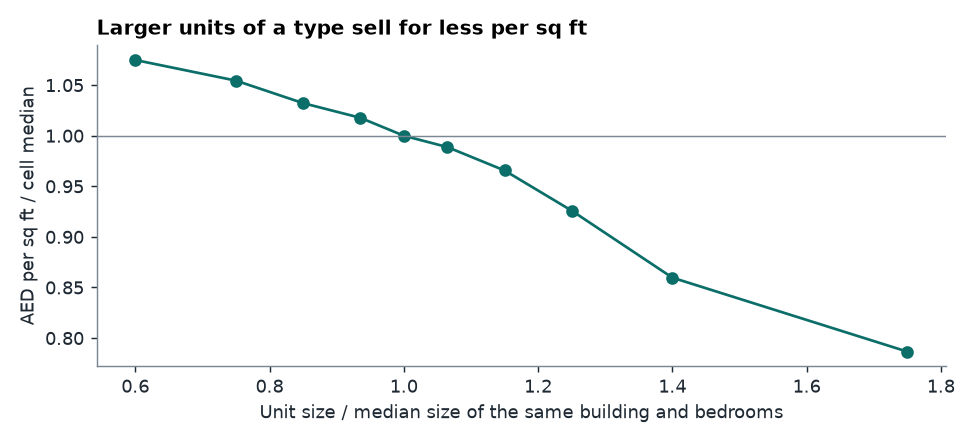 Larger units of a type sell for less per sq ft
AED per sq ft / cell median
1.05
1.00
0.95
0.90
0.85
0.80
0.6 0.8 1.0 1.2 1.4 1.6 1.8
Unit size / median size of the same building and bedrooms